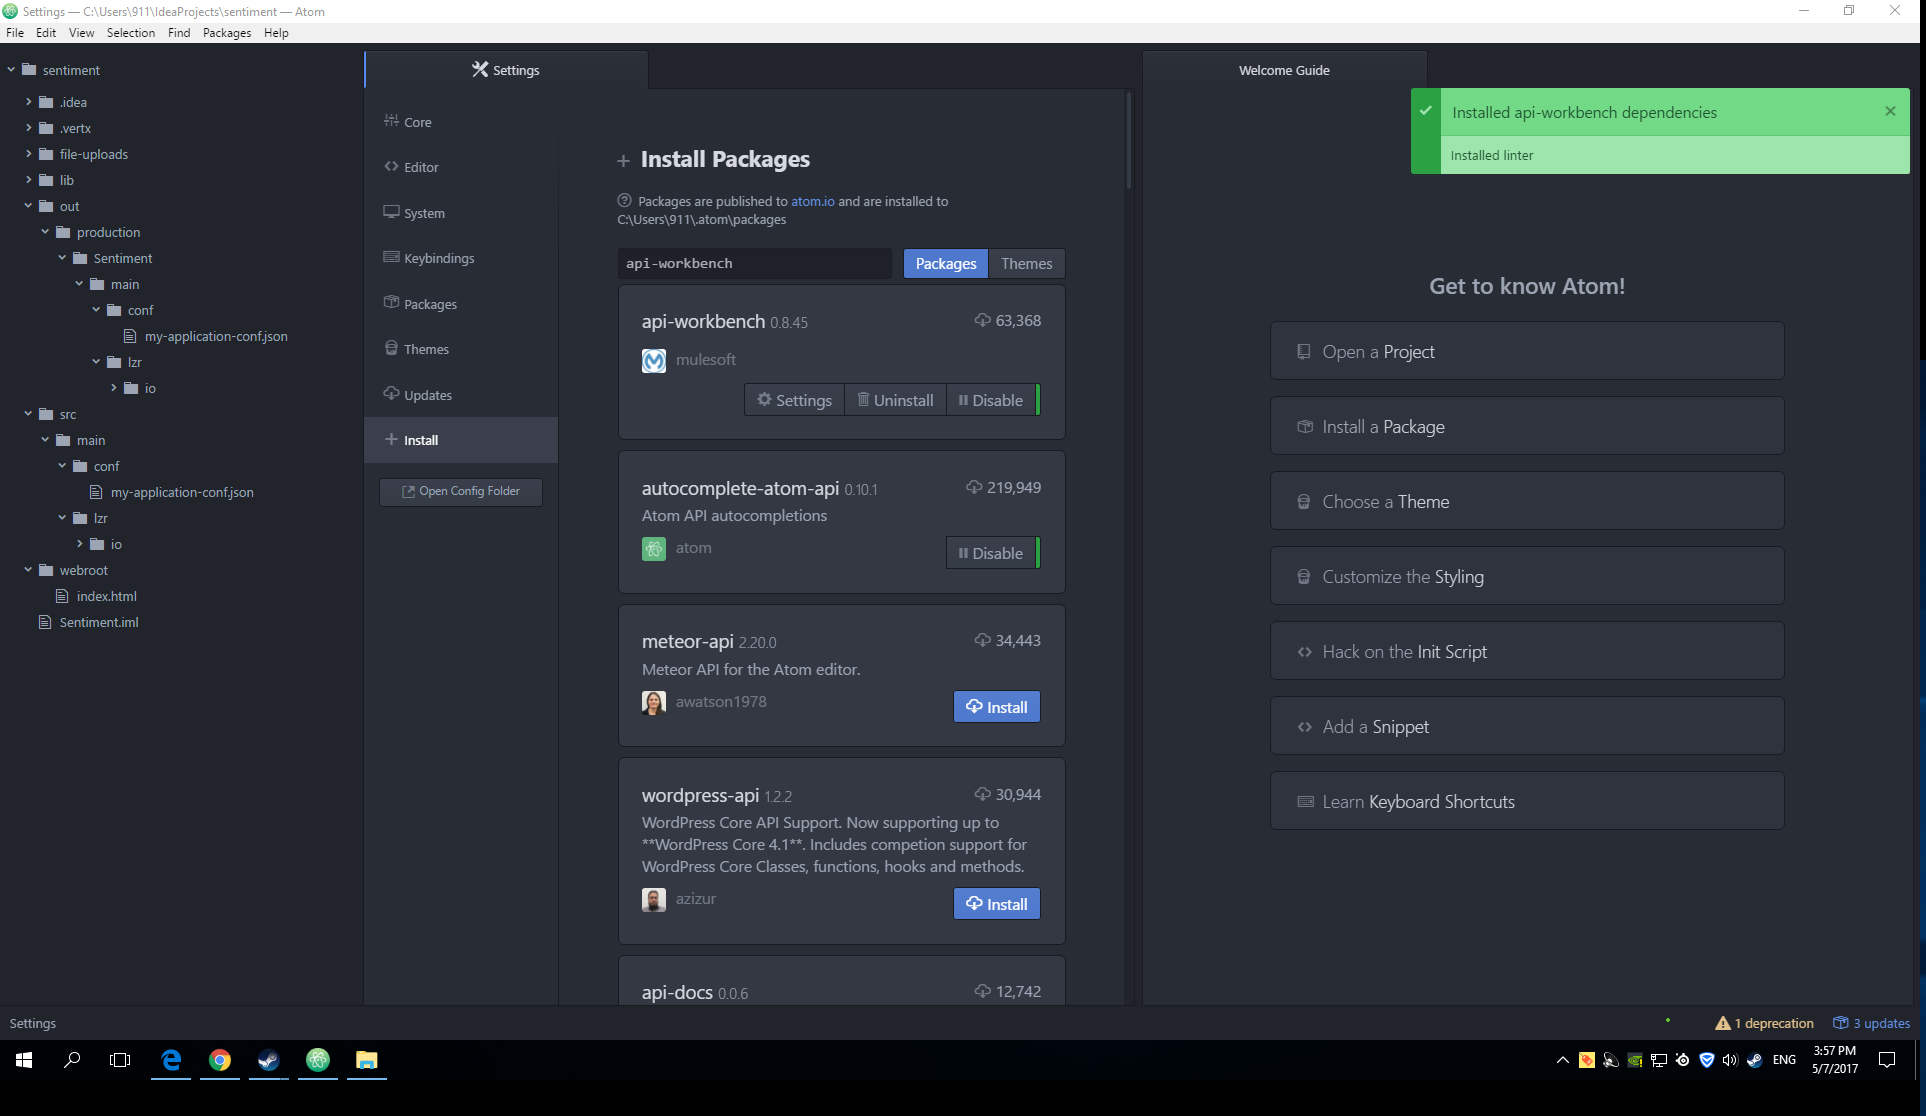 Settings — C:\Users\911\IdeaProjects\sentiment — Atom
File Edit View Selection Find Packages Help
sentiment
.idea
.vertx
file-uploads
lib
out
production
Sentiment
main
conf
my-application-conf.json
lzr
io
src
main
conf
my-application-conf.json
lzr
io
webroot
index.html
Sentiment.iml
Settings
Core
Editor
System
Keybindings
Packages
Themes
Updates
Install
Open Config Folder
Install Packages
Packages are published to atom.io and are installed to
C:\Users\911\.atom\packages
api-workbench
Packages Themes
api-workbench 0.8.45 63,368
mulesoft
Settings Uninstall Disable
autocomplete-atom-api 0.10.1 219,949
Atom API autocompletions
atom
Disable
meteor-api 2.20.0 34,443
Meteor API for the Atom editor.
awatson1978
Install
wordpress-api 1.2.2 30,944
WordPress Core API Support. Now supporting up to
**WordPress Core 4.1**. Includes competion support for
WordPress Core Classes, functions, hooks and methods.
azizur
Install
api-docs 0.0.6 12,742
Welcome Guide
Installed api-workbench dependencies
Installed linter
Get to know Atom!
Open a Project
Install a Package
Choose a Theme
Customize the Styling
Hack on the Init Script
Add a Snippet
Learn Keyboard Shortcuts
Settings
1 deprecation 3 updates
ENG
3:57 PM
5/7/2017